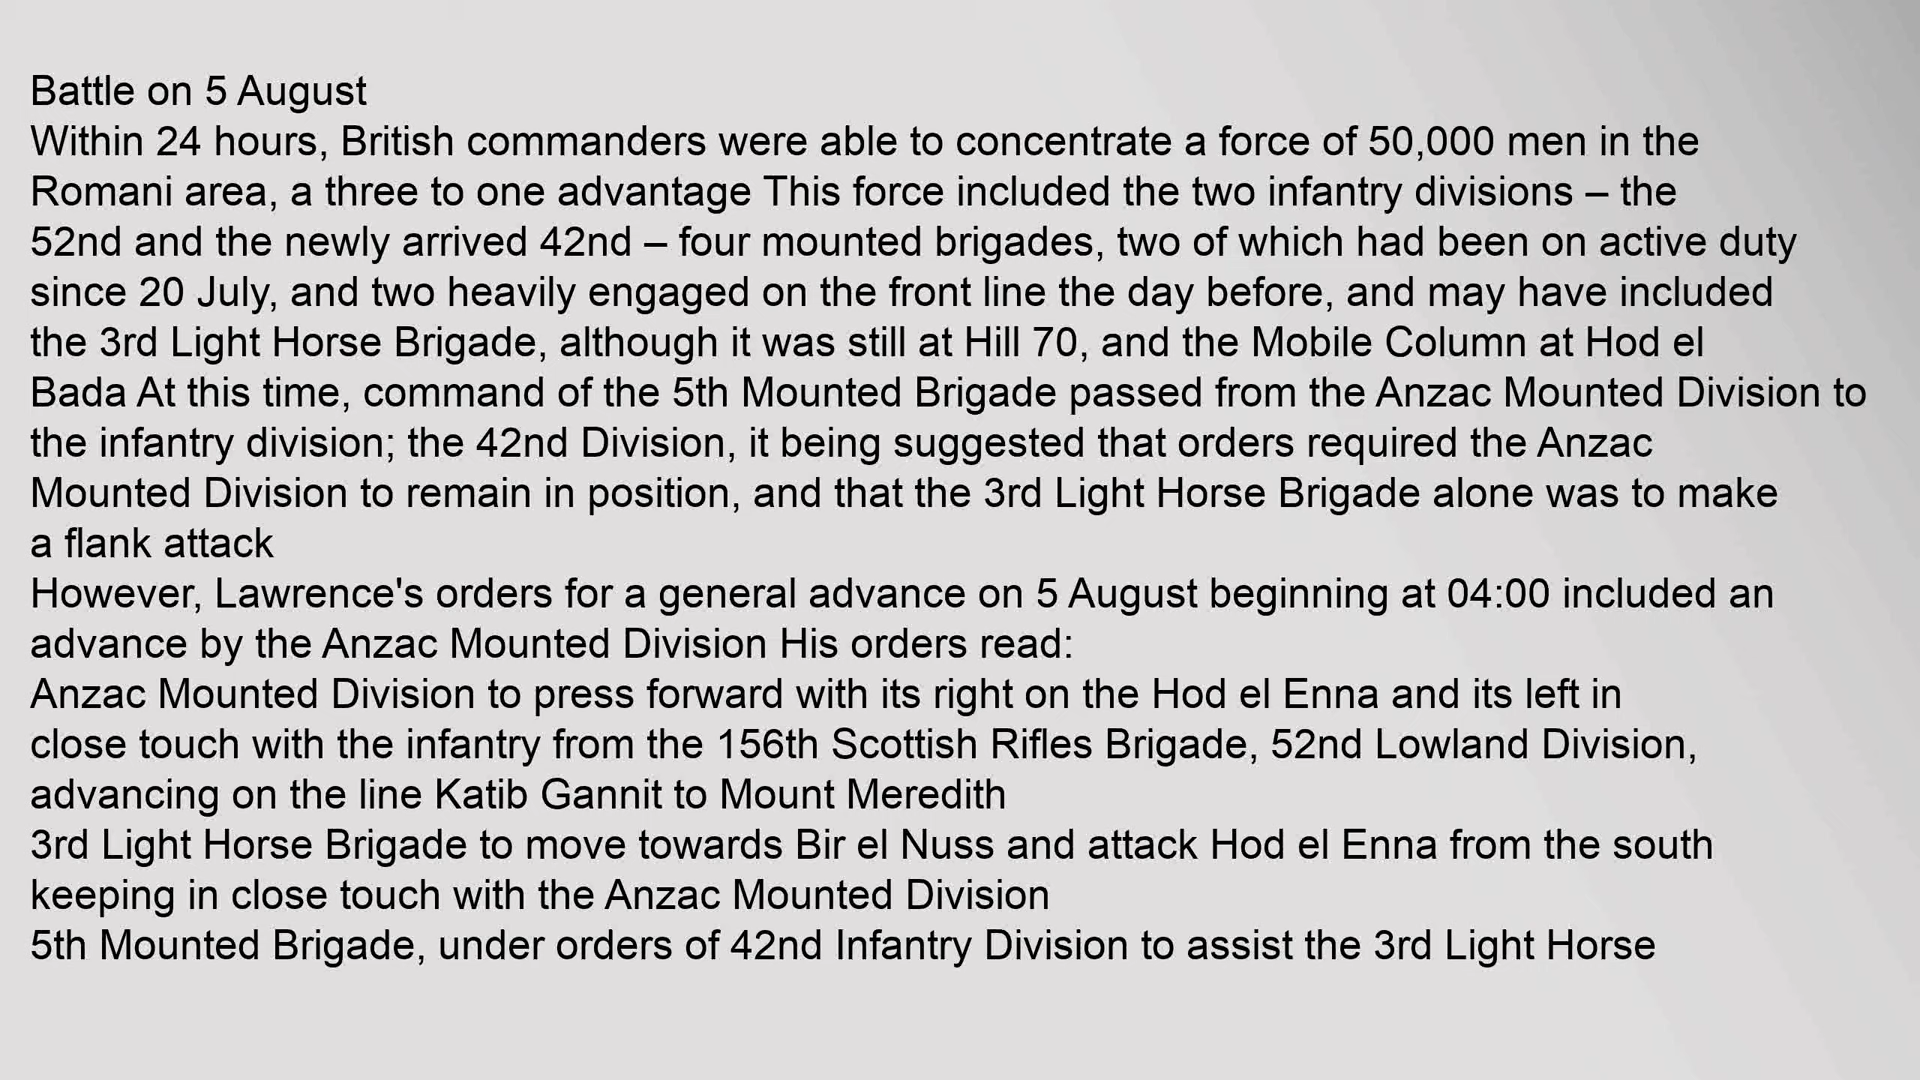 Battle on 5 August
Within 24 hours, British commanders were able to concentrate a force of 50,000 men in the
Romani area, a three to one advantage This force included the two infantry divisions – the
52nd and the newly arrived 42nd – four mounted brigades, two of which had been on active duty
since 20 July, and two heavily engaged on the front line the day before, and may have included
the 3rd Light Horse Brigade, although it was still at Hill 70, and the Mobile Column at Hod el
Bada At this time, command of the 5th Mounted Brigade passed from the Anzac Mounted Division to
the infantry division; the 42nd Division, it being suggested that orders required the Anzac
Mounted Division to remain in position, and that the 3rd Light Horse Brigade alone was to make
a flank attack
However, Lawrence's orders for a general advance on 5 August beginning at 04:00 included an
advance by the Anzac Mounted Division His orders read:
Anzac Mounted Division to press forward with its right on the Hod el Enna and its left in
close touch with the infantry from the 156th Scottish Rifles Brigade, 52nd Lowland Division,
advancing on the line Katib Gannit to Mount Meredith
3rd Light Horse Brigade to move towards Bir el Nuss and attack Hod el Enna from the south
keeping in close touch with the Anzac Mounted Division
5th Mounted Brigade, under orders of 42nd Infantry Division to assist the 3rd Light Horse